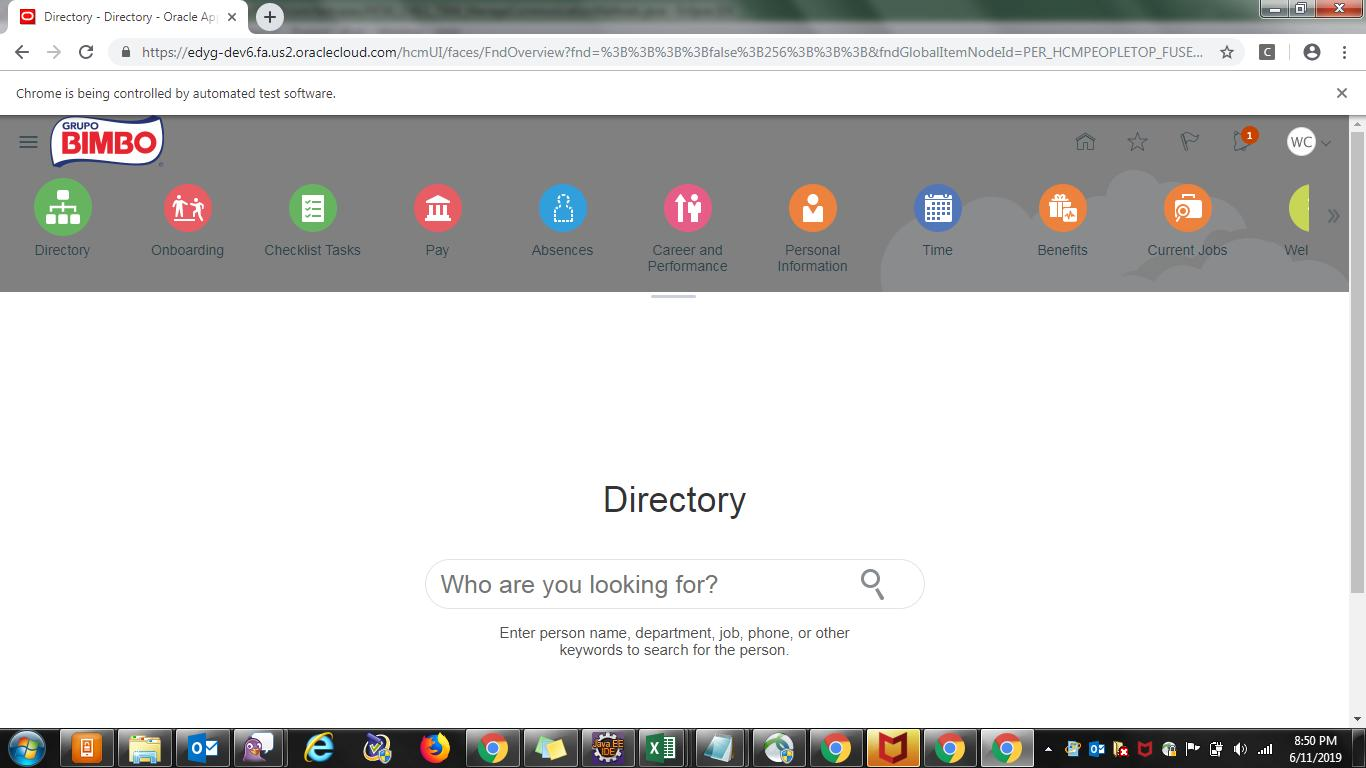 Directory - Directory - Oracle Ap
https://edyg-dev6.fa.us2.oraclecloud.com/hcmUI/faces/FndOverview?fnd=%3B%3B%3B%3Bfalse%3B256%3B%3B%3B&fndGlobalItemNodeId=PER_HCMPEOPLETOP_FUSE...
C
Chrome is being controlled by automated test software.
GRUPO
BIMBO
1
WC
Directory
Onboarding
Checklist Tasks
Pay
Absences
Career and
Performance
Personal
Information
Time
Benefits
Current Jobs
Wel
Directory
Who are you looking for?
Enter person name, department, job, phone, or other
keywords to search for the person.
Java EE
IDE
8:50 PM
6/11/2019